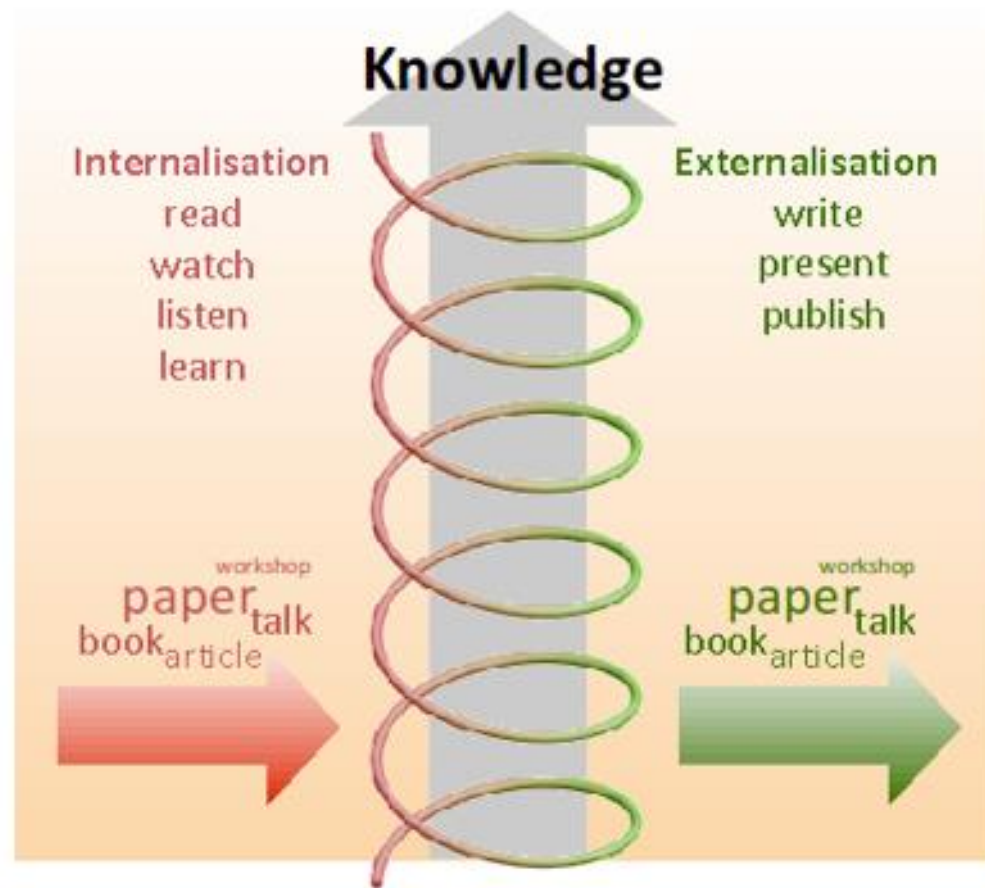 Knowledge
Internalisation
read
watch
listen
learn
Externalisation
write
present
publish
workshop
paper
talk
book
article
workshop
paper
talk
book
article